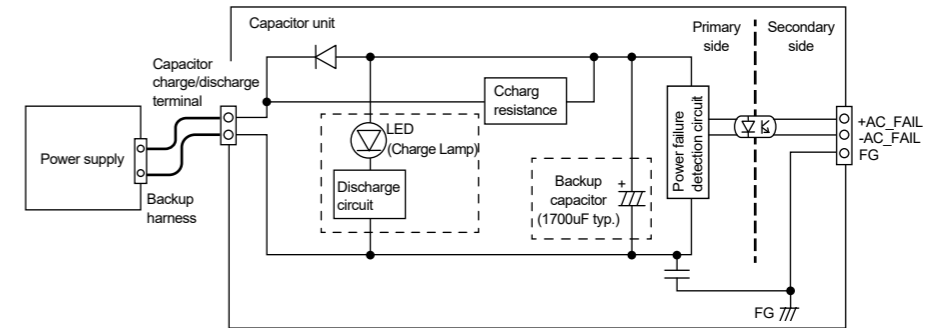 Capacitor unit
Primary
side
Secondary
side
Capacitor
charge/discharge
terminal
Ccharg
resistance
LED
(Charge Lamp)
Power failure
detection circuit
+AC_FAIL
-AC_FAIL
FG
Power supply
Discharge
circuit
Backup
capacitor
(1700uF typ.)
+
Backup
harness
FG